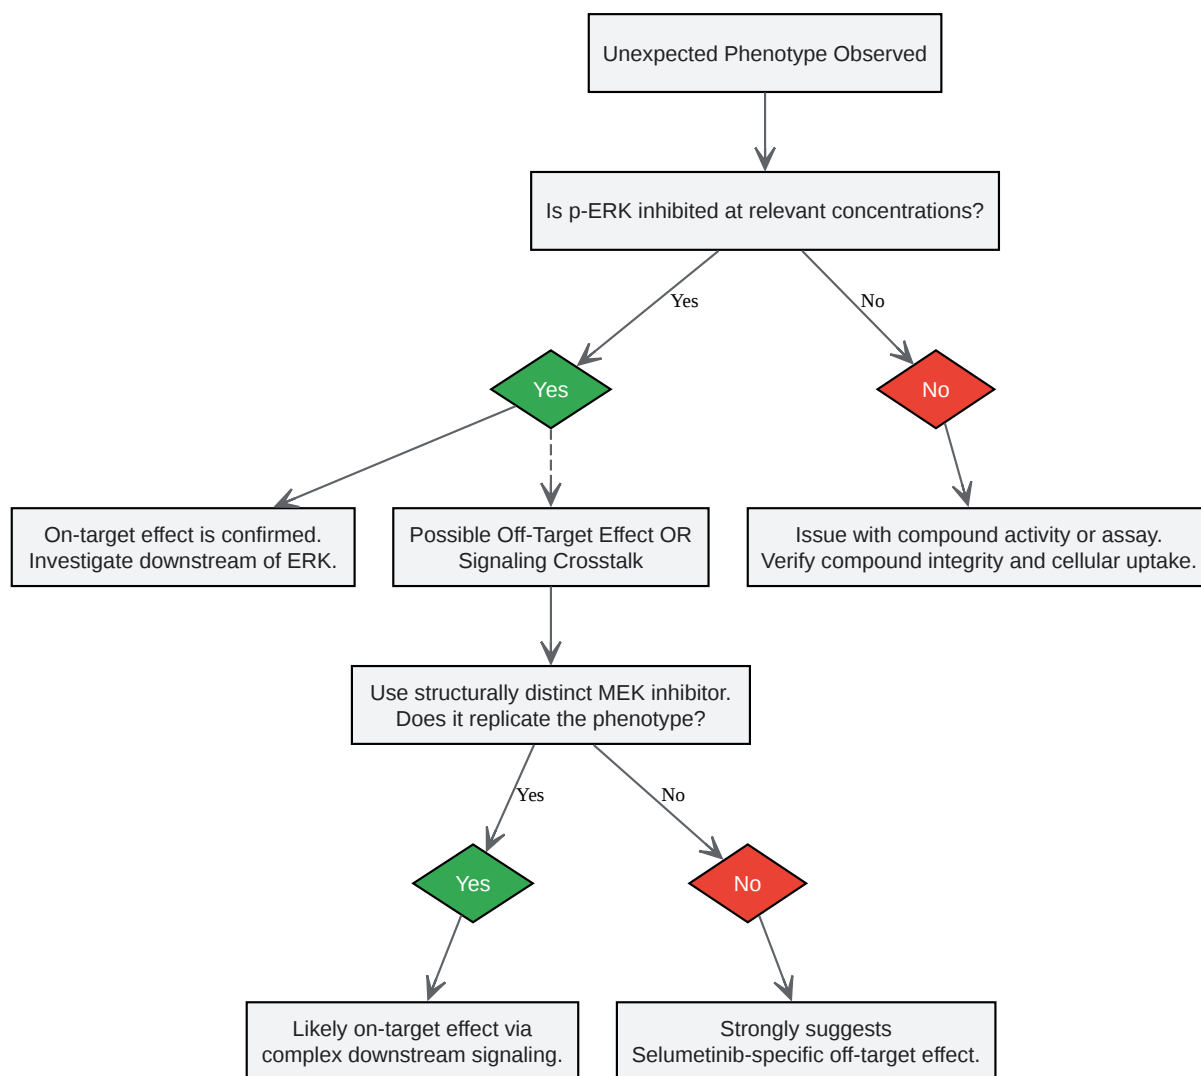 Unexpected Phenotype Observed
Is p-ERK inhibited at relevant concentrations?
Yes
No
Yes
No
On-target effect is confirmed.
Investigate downstream of ERK.
Possible Off-Target Effect OR
Signaling Crosstalk
Issue with compound activity or assay.
Verify compound integrity and cellular uptake.
Use structurally distinct MEK inhibitor.
Does it replicate the phenotype?
Yes
No
Yes
No
Likely on-target effect via
complex downstream signaling.
Strongly suggests
Selumetinib-specific off-target effect.